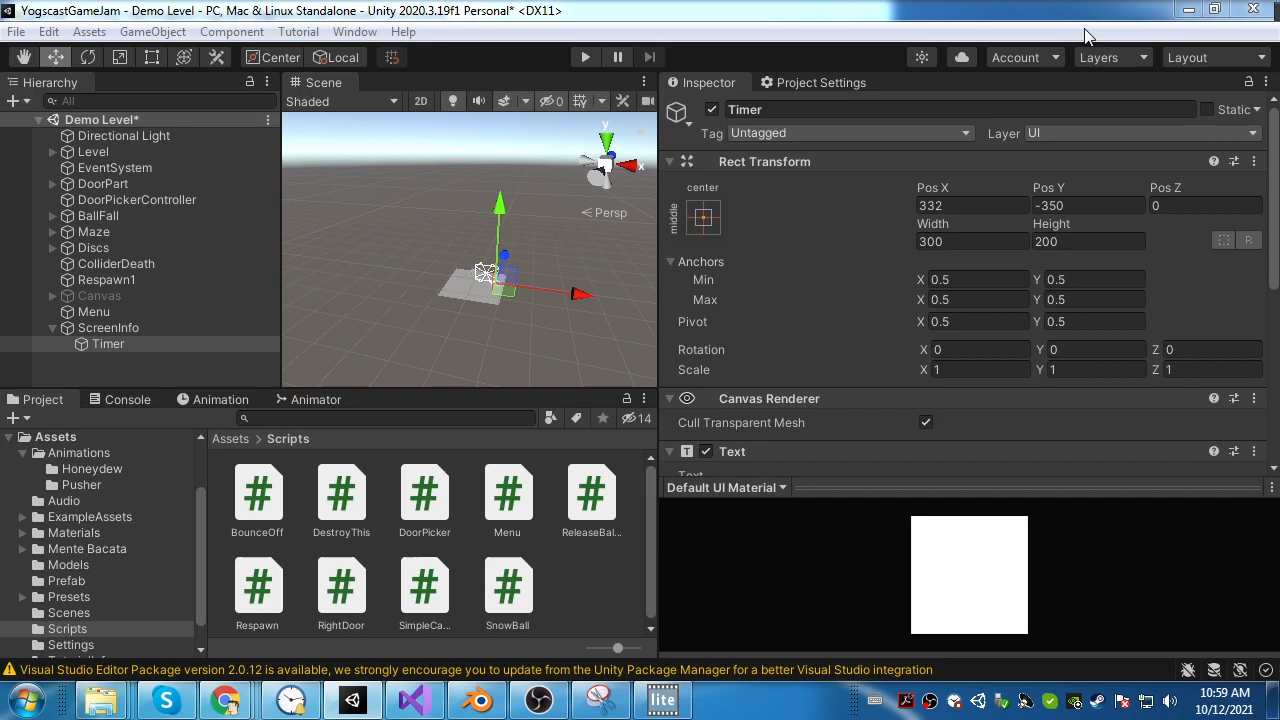 YogscastGameJam - Demo Level - PC, Mac & Linux Standalone - Unity 2020.3.19f1 Personal* <DX11>
File Edit Assets GameObject Component Tutorial Window Help
Center Local Account Layers Layout
Hierarchy
All
Demo Level*
Directional Light
Level
EventSystem
DoorPart
DoorPickerController
BallFall
Maze
Discs
ColliderDeath
Respawn1
Canvas
Menu
ScreenInfo
Timer
Scene
Shaded 2D 0
y
x
Persp
Inspector Project Settings
Timer Static
Tag Untagged Layer UI
Rect Transform
center
middle
Pos X Pos Y Pos Z
332 -350 0
Width Height
300 200
R
Anchors
Min X 0.5 Y 0.5
Max X 0.5 Y 0.5
Pivot X 0.5 Y 0.5
Rotation X 0 Y 0 Z 0
Scale X 1 Y 1 Z 1
Canvas Renderer
Cull Transparent Mesh
T Text
Text
Default UI Material
Project Console Animation Animator
14
Assets
Animations
Honeydew
Pusher
Audio
ExampleAssets
Materials
Mente Bacata
Models
Prefab
Presets
Scenes
Scripts
Settings
Assets > Scripts
BounceOff DestroyThis DoorPicker Menu ReleaseBal...
Respawn RightDoor SimpleCa... SnowBall
Visual Studio Editor Package version 2.0.12 is available, we strongly encourage you to update from the Unity Package Manager for a better Visual Studio integration
lite
10:59 AM
10/12/2021